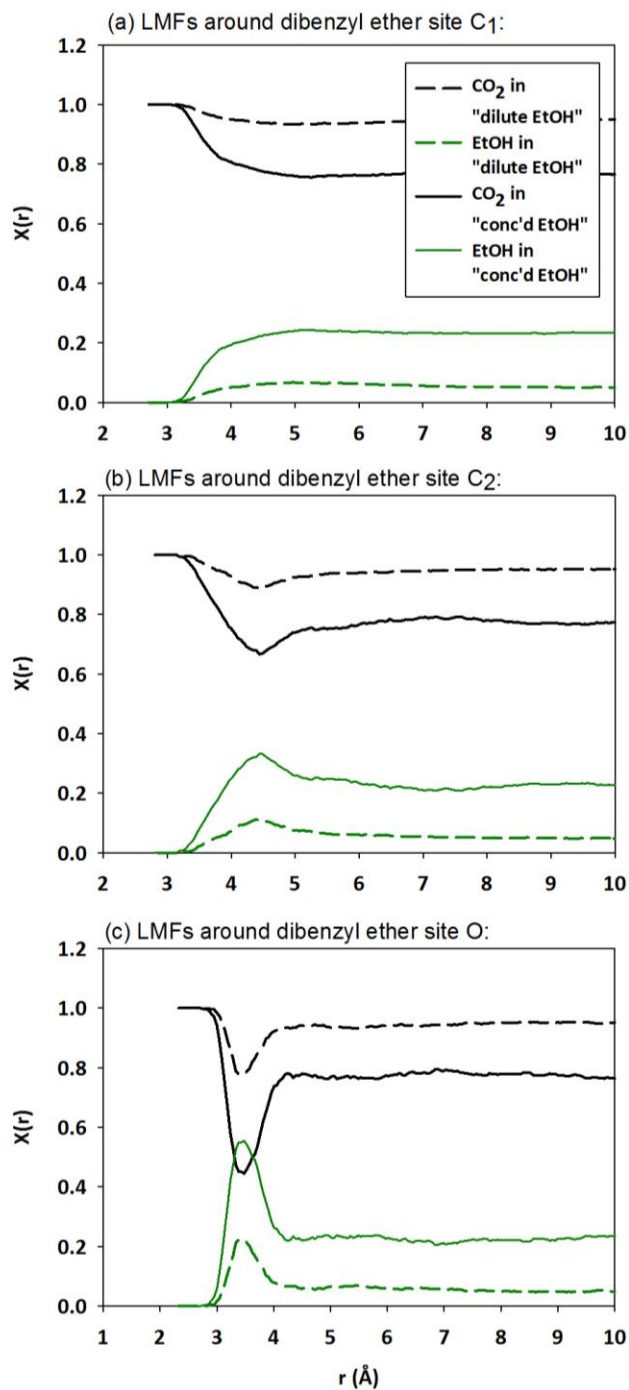 (a) LMFs around dibenzyl ether site C1:
1.2
1.0
0.8
0.6
0.4
0.2
0.0
X(r)
CO2 in
"dilute EtOH"
EtOH in
"dilute EtOH"
CO2 in
"conc'd EtOH"
EtOH in
"conc'd EtOH"
2 3 4 5 6 7 8 9 10
(b) LMFs around dibenzyl ether site C2:
1.2
1.0
0.8
0.6
0.4
0.2
0.0
X(r)
2 3 4 5 6 7 8 9 10
(c) LMFs around dibenzyl ether site O:
1.2
1.0
0.8
0.6
0.4
0.2
0.0
X(r)
1 2 3 4 5 6 7 8 9 10
r (Å)